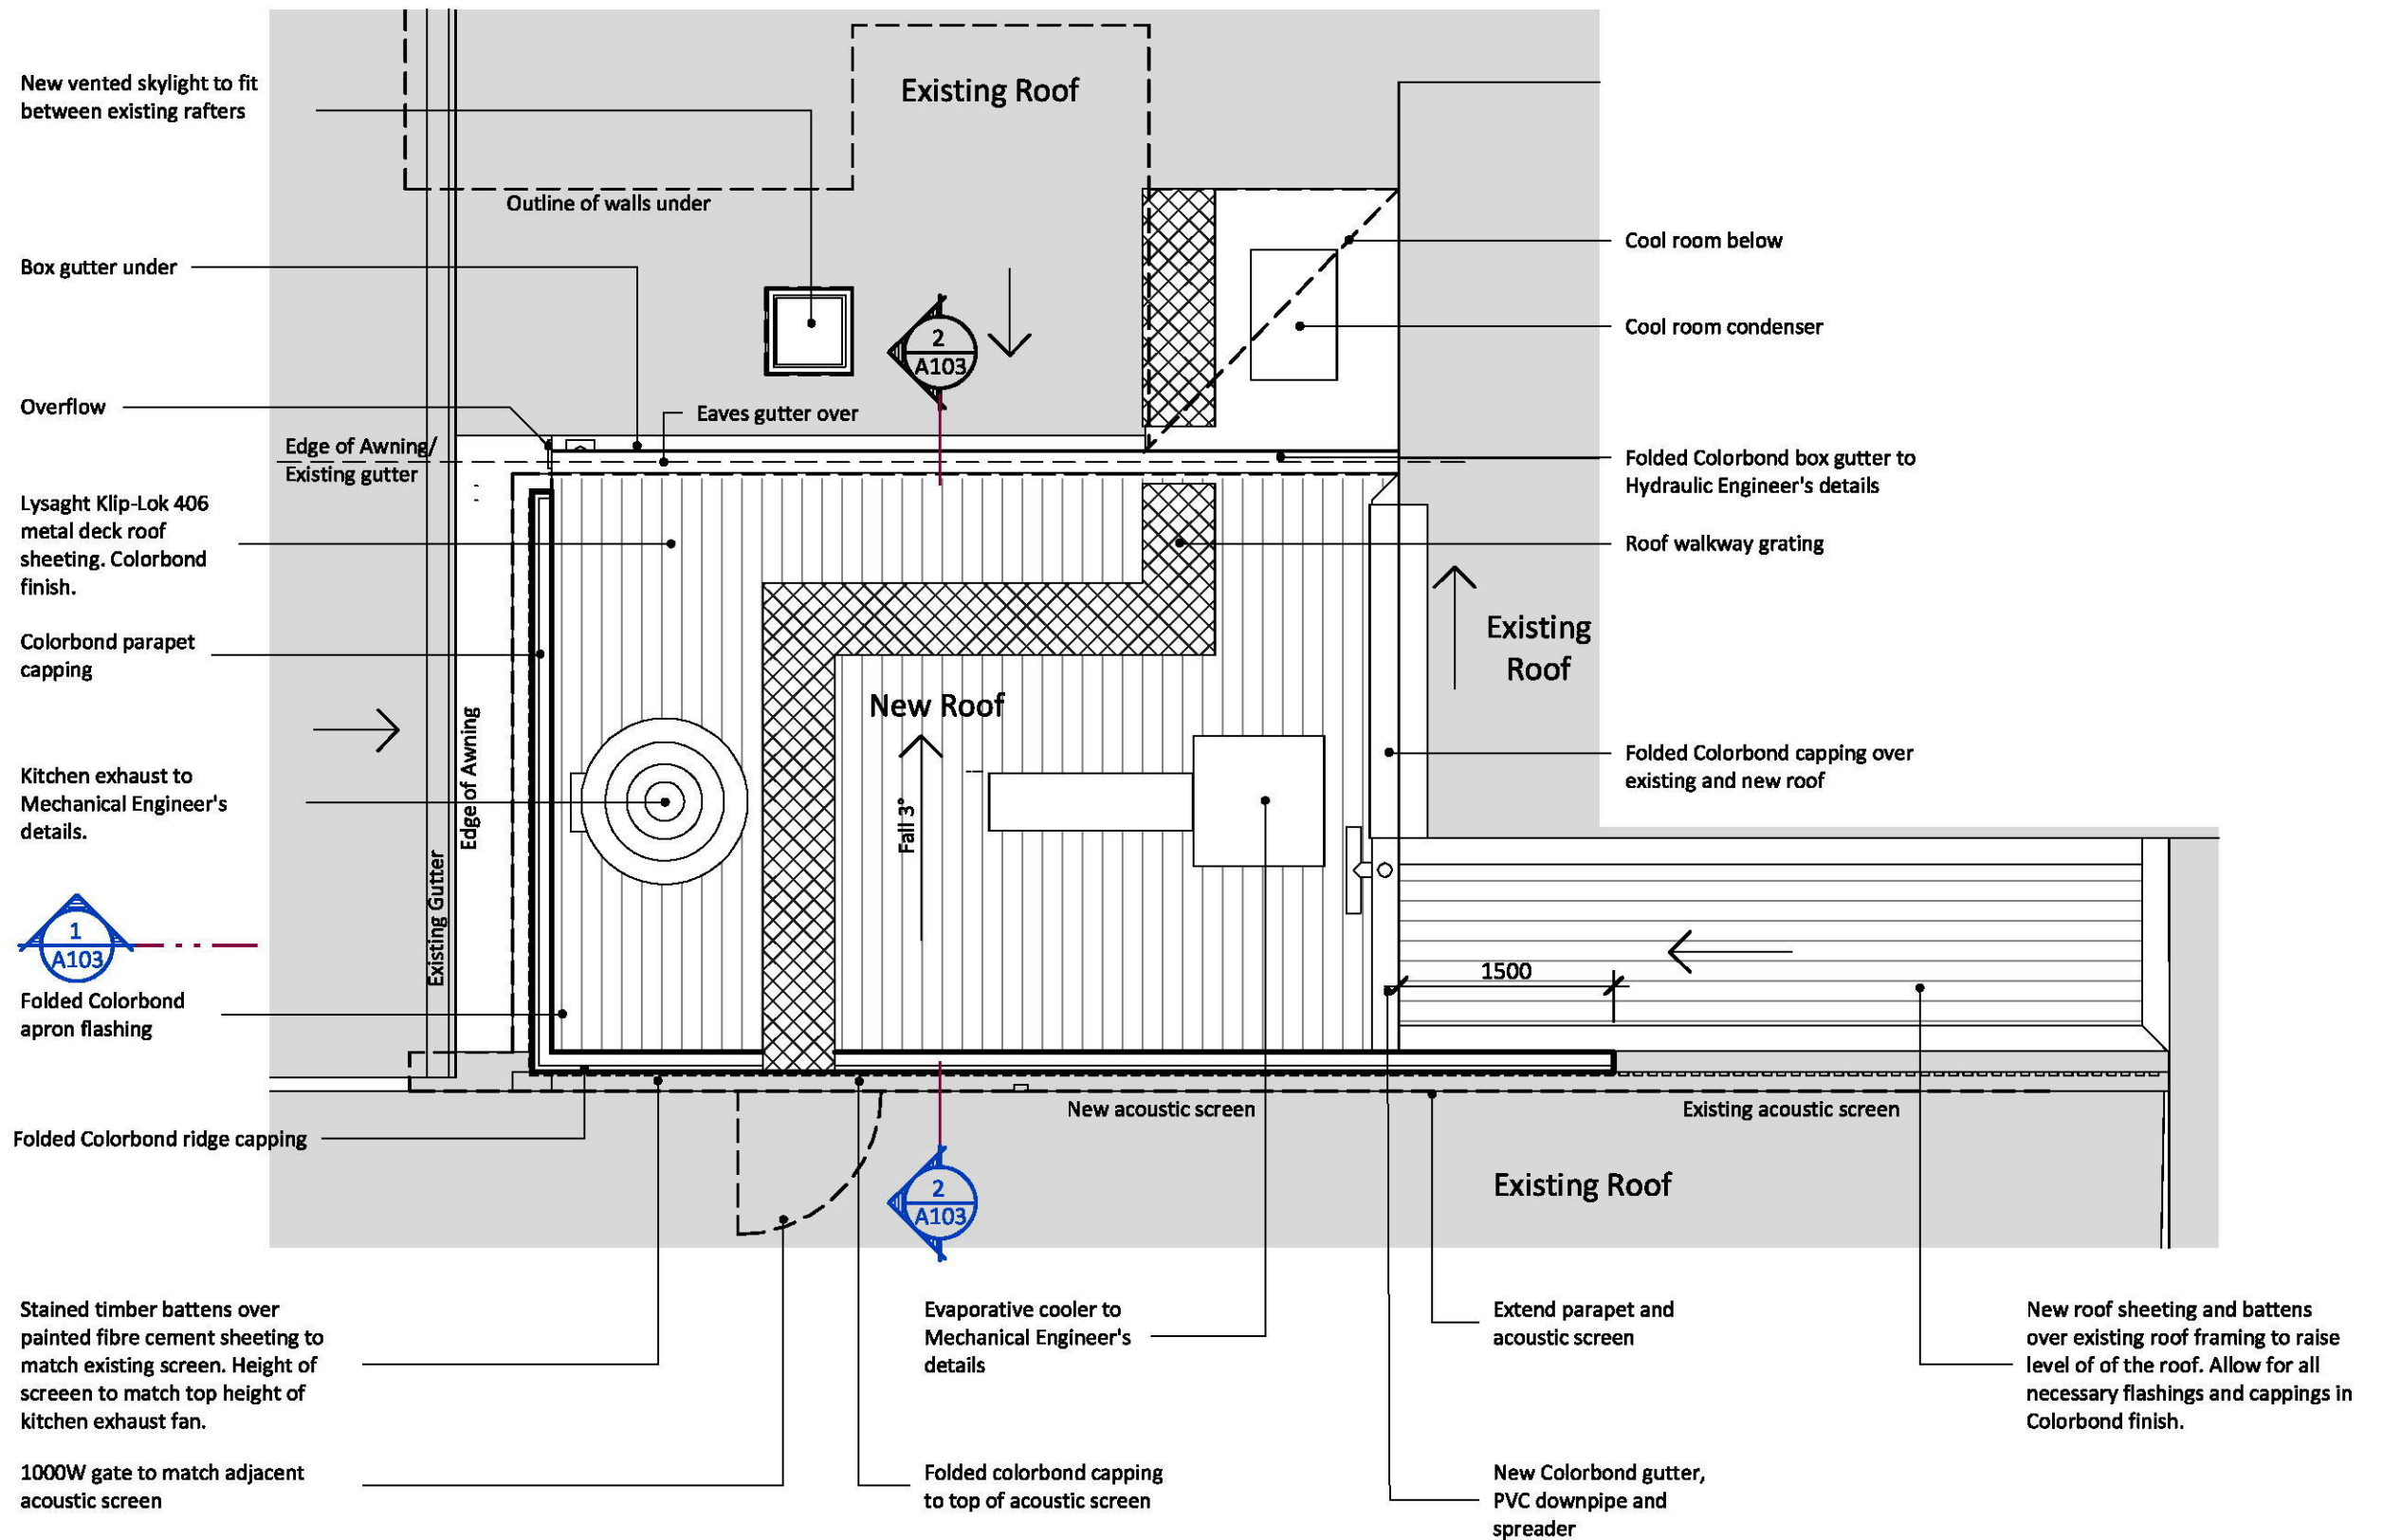 New vented skylight to fit
between existing rafters
Existing Roof
Outline of walls under
Box gutter under
Cool room below
Cool room condenser
2
A103
Overflow
Eaves gutter over
Edge of Awning/
Existing gutter
Folded Colorbond box gutter to
Hydraulic Engineer's details
Lysaght Klip-Lok 406
metal deck roof
sheeting. Colorbond
finish.
Roof walkway grating
Colorbond parapet
capping
Existing
Roof
New Roof
Edge of Awning
Folded Colorbond capping over
existing and new roof
Kitchen exhaust to
Mechanical Engineer's
details.
Fall 3°
Existing Gutter
1
A103
1500
Folded Colorbond
apron flashing
New acoustic screen
Existing acoustic screen
Folded Colorbond ridge capping
2
A103
Existing Roof
Stained timber battens over
painted fibre cement sheeting to
match existing screen. Height of
screeen to match top height of
kitchen exhaust fan.
Evaporative cooler to
Mechanical Engineer's
details
Extend parapet and
acoustic screen
New roof sheeting and battens
over existing roof framing to raise
level of of the roof. Allow for all
necessary flashings and cappings in
Colorbond finish.
1000W gate to match adjacent
acoustic screen
Folded colorbond capping
to top of acoustic screen
New Colorbond gutter,
PVC downpipe and
spreader